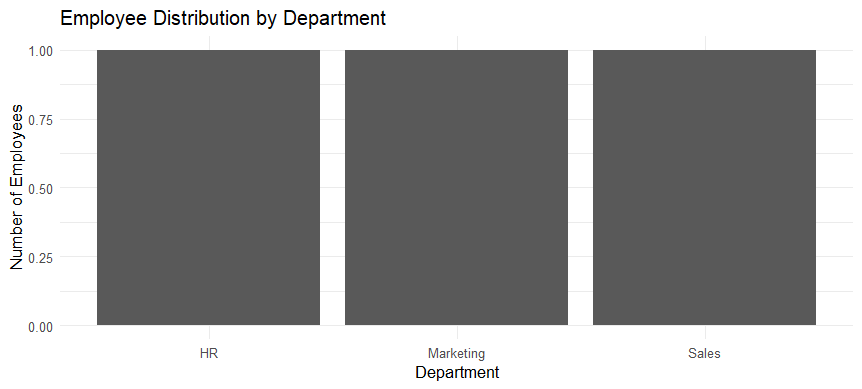 Employee Distribution by Department
Number of Employees
1.00
0.75
0.50
0.25
0.00
HR Marketing Sales
Department